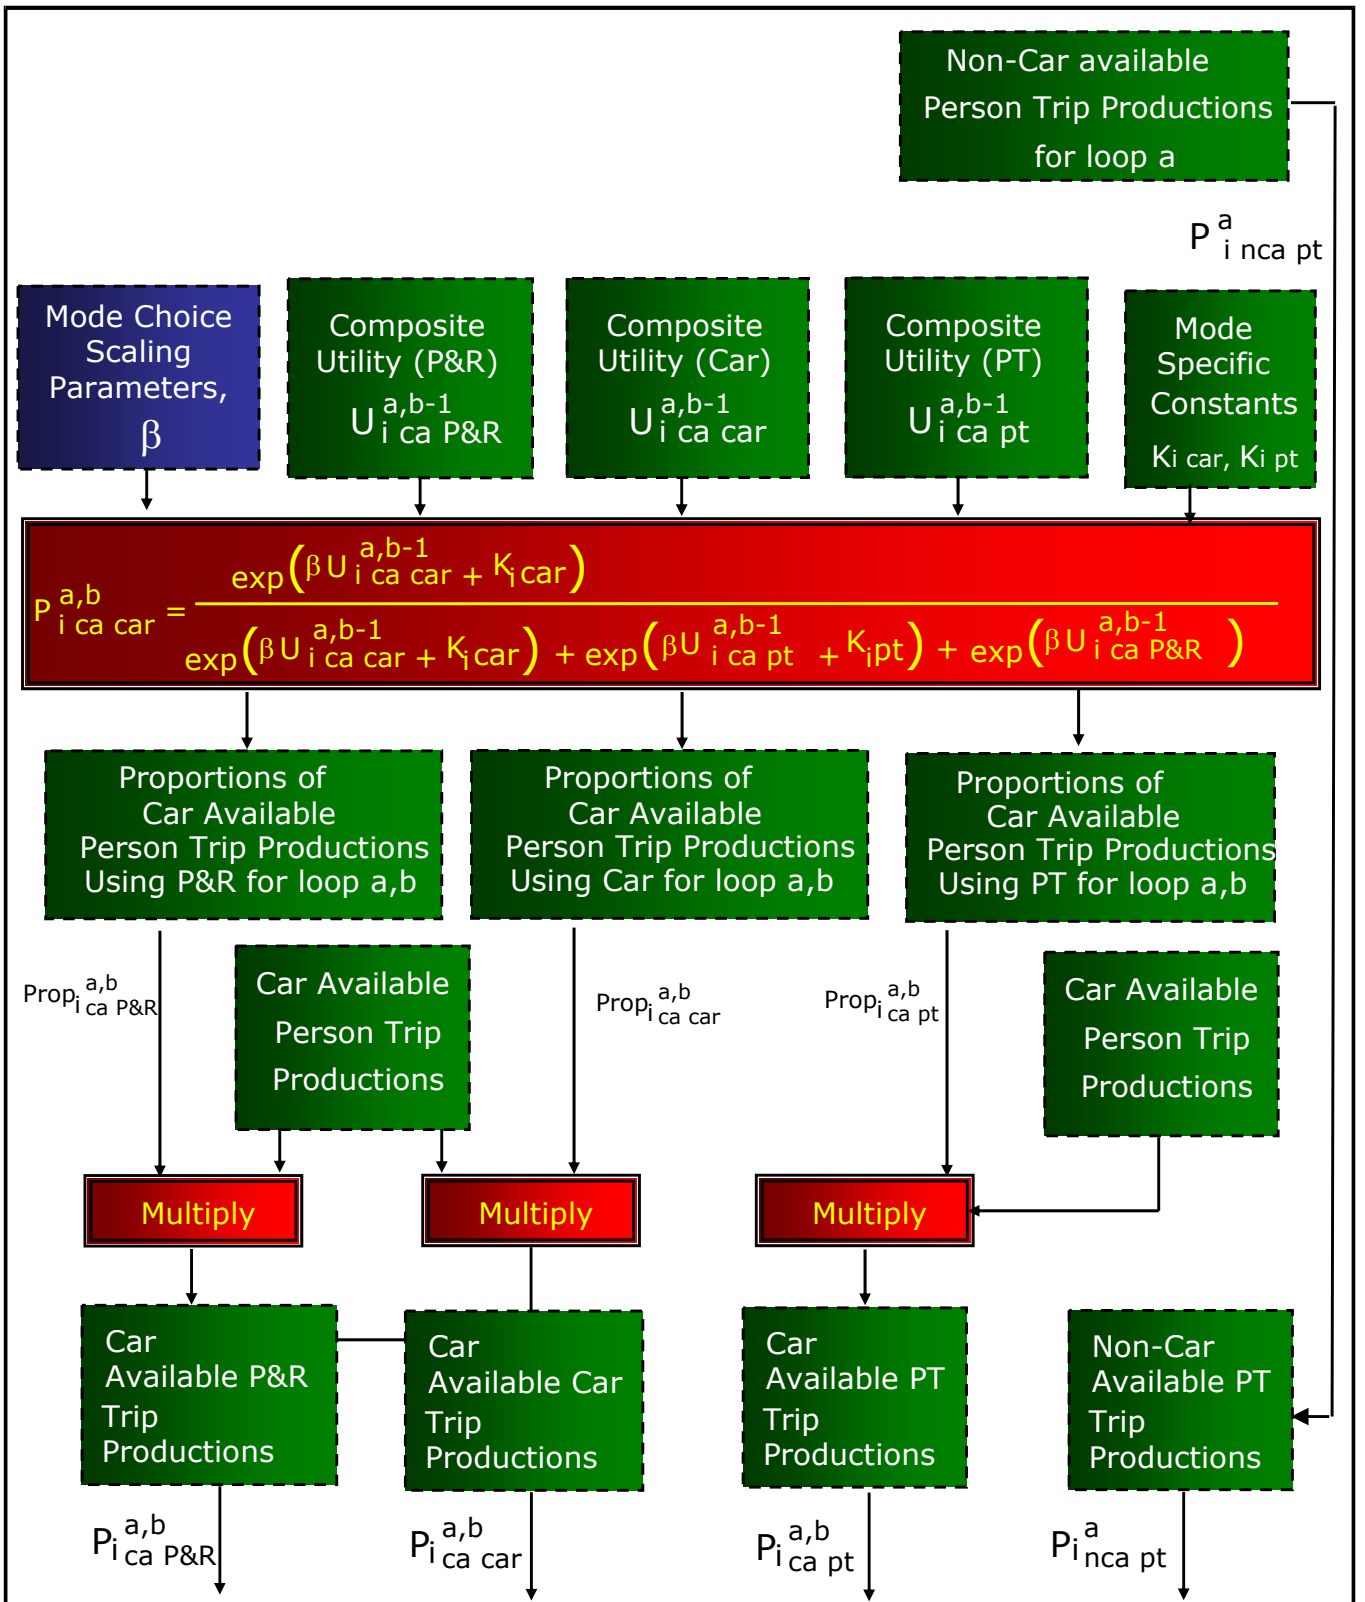 Non-Car available
Person Trip Productions
for loop a
P i nca pt a
Mode Choice
Scaling
Parameters,
β
Composite
Utility (P&R)
U i ca P&R a,b-1
Composite
Utility (Car)
U i ca car a,b-1
Composite
Utility (PT)
U i ca pt a,b-1
Mode
Specific
Constants
Ki car, Ki pt
P i ca car a,b = exp(βU i ca car a,b-1 + Ki car)
exp(βU i ca car a,b-1 + Ki car) + exp(βU i ca pt a,b-1 + Ki pt) + exp(βU i ca P&R a,b-1)
Proportions of
Car Available
Person Trip Productions
Using P&R for loop a,b
Proportions of
Car Available
Person Trip Productions
Using Car for loop a,b
Proportions of
Car Available
Person Trip Productions
Using PT for loop a,b
Prop i ca P&R a,b
Car Available
Person Trip
Productions
Prop i ca car a,b
Prop i ca pt a,b
Car Available
Person Trip
Productions
Multiply
Multiply
Multiply
Car
Available P&R
Trip
Productions
Car
Available Car
Trip
Productions
Car
Available PT
Trip
Productions
Non-Car
Available PT
Trip
Productions
P i ca P&R a,b
P i ca car a,b
P i ca pt a,b
P i nca pt a